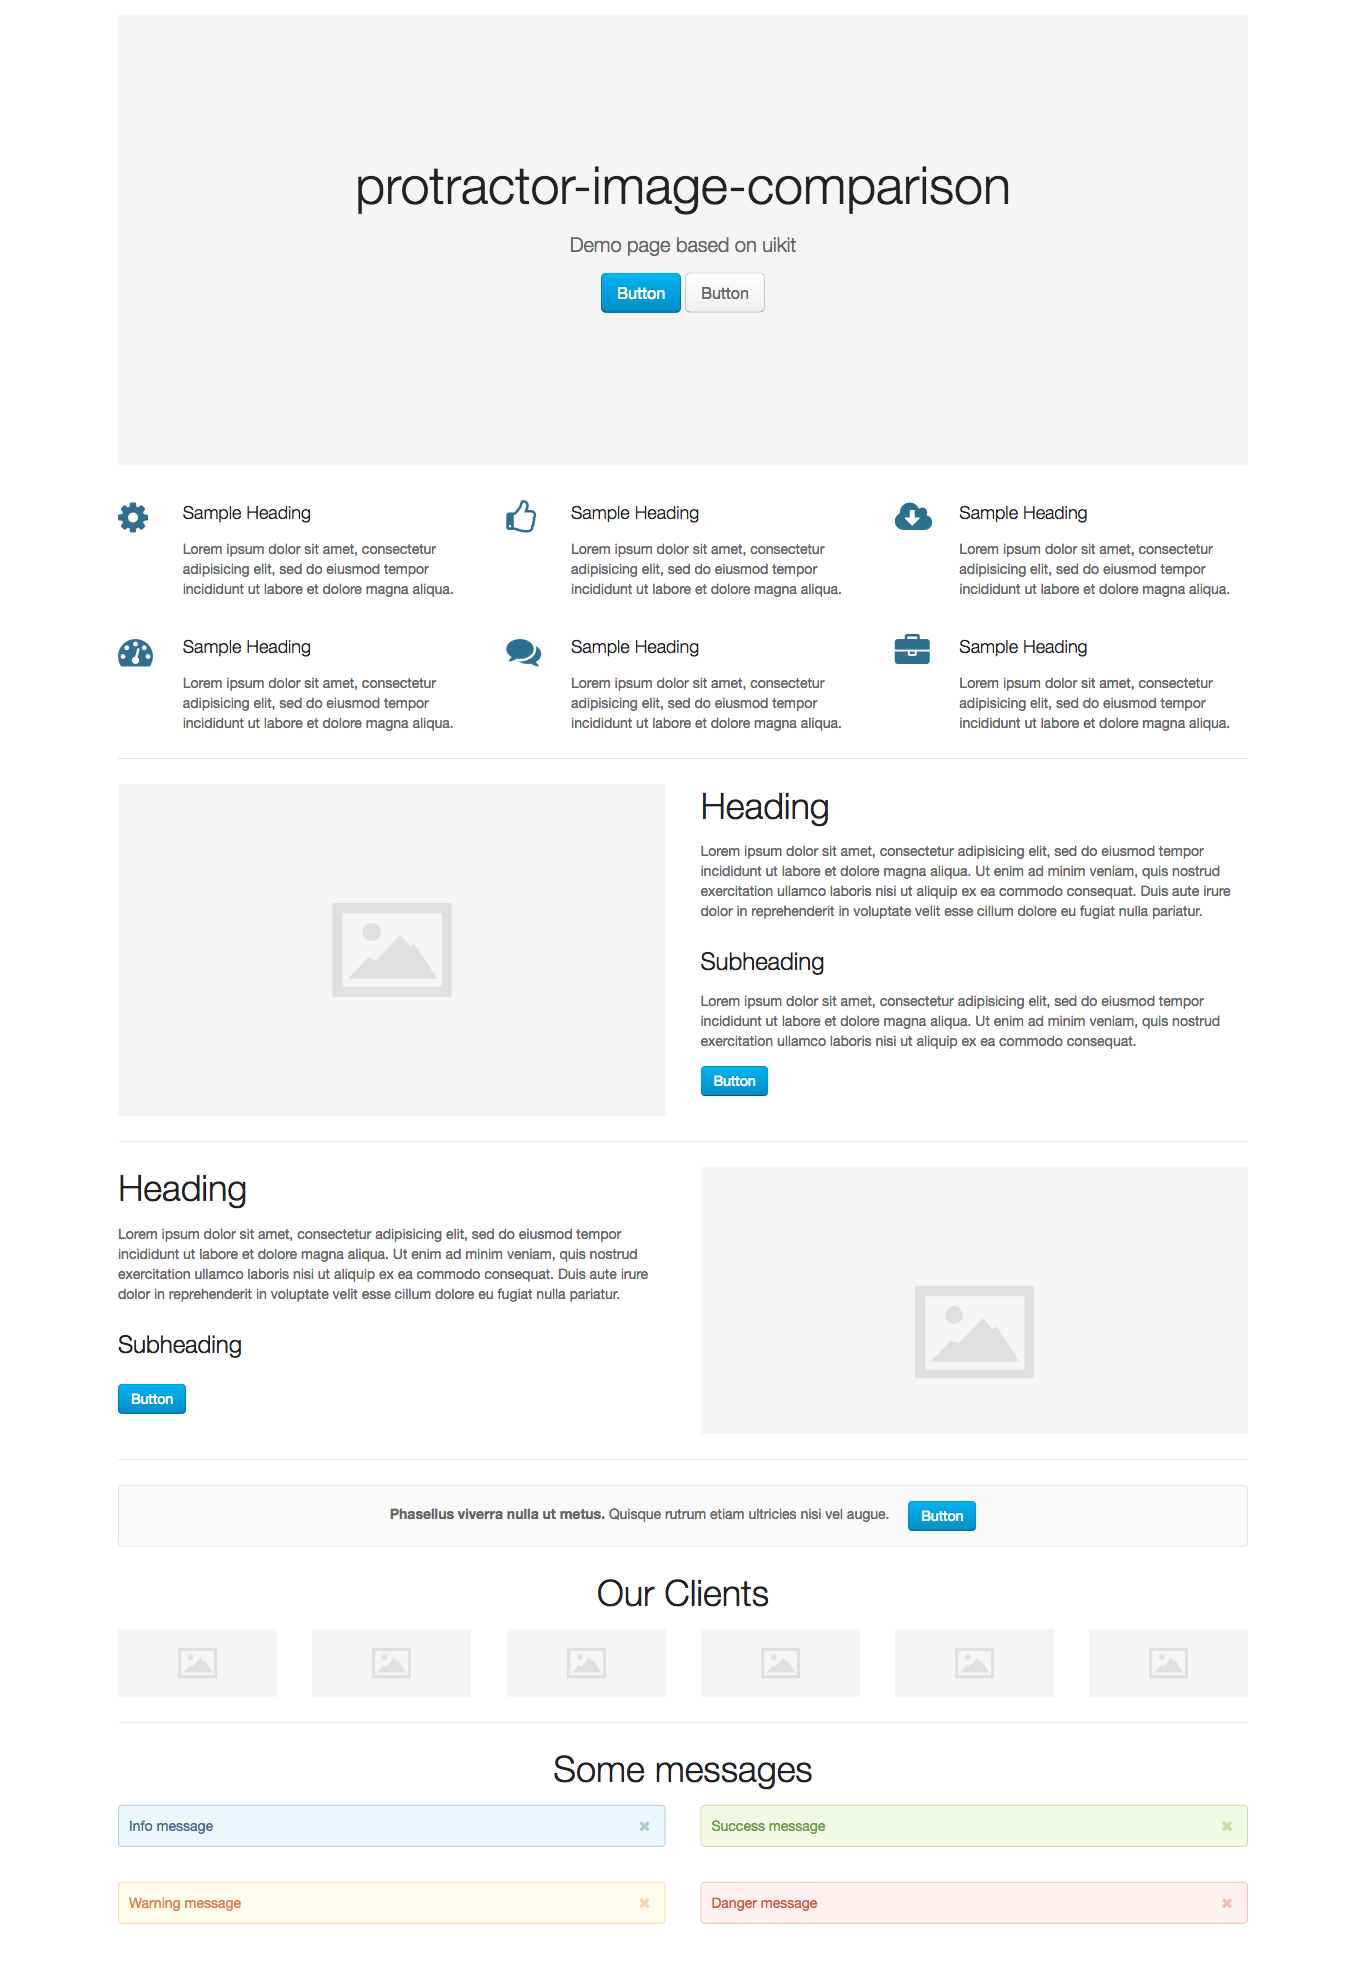 protractor-image-comparison
Demo page based on uikit
Button Button
Sample Heading
Lorem ipsum dolor sit amet, consectetur
adipisicing elit, sed do eiusmod tempor
incididunt ut labore et dolore magna aliqua.
Sample Heading
Lorem ipsum dolor sit amet, consectetur
adipisicing elit, sed do eiusmod tempor
incididunt ut labore et dolore magna aliqua.
Sample Heading
Lorem ipsum dolor sit amet, consectetur
adipisicing elit, sed do eiusmod tempor
incididunt ut labore et dolore magna aliqua.
Sample Heading
Lorem ipsum dolor sit amet, consectetur
adipisicing elit, sed do eiusmod tempor
incididunt ut labore et dolore magna aliqua.
Sample Heading
Lorem ipsum dolor sit amet, consectetur
adipisicing elit, sed do eiusmod tempor
incididunt ut labore et dolore magna aliqua.
Sample Heading
Lorem ipsum dolor sit amet, consectetur
adipisicing elit, sed do eiusmod tempor
incididunt ut labore et dolore magna aliqua.
Heading
Lorem ipsum dolor sit amet, consectetur adipisicing elit, sed do eiusmod tempor
incididunt ut labore et dolore magna aliqua. Ut enim ad minim veniam, quis nostrud
exercitation ullamco laboris nisi ut aliquip ex ea commodo consequat. Duis aute irure
dolor in reprehenderit in voluptate velit esse cillum dolore eu fugiat nulla pariatur.
Subheading
Lorem ipsum dolor sit amet, consectetur adipisicing elit, sed do eiusmod tempor
incididunt ut labore et dolore magna aliqua. Ut enim ad minim veniam, quis nostrud
exercitation ullamco laboris nisi ut aliquip ex ea commodo consequat.
Button
Heading
Lorem ipsum dolor sit amet, consectetur adipisicing elit, sed do eiusmod tempor
incididunt ut labore et dolore magna aliqua. Ut enim ad minim veniam, quis nostrud
exercitation ullamco laboris nisi ut aliquip ex ea commodo consequat. Duis aute irure
dolor in reprehenderit in voluptate velit esse cillum dolore eu fugiat nulla pariatur.
Subheading
Button
Phasellus viverra nulla ut metus. Quisque rutrum etiam ultricies nisi vel augue. Button
Our Clients
Some messages
Info message
Success message
Warning message
Danger message